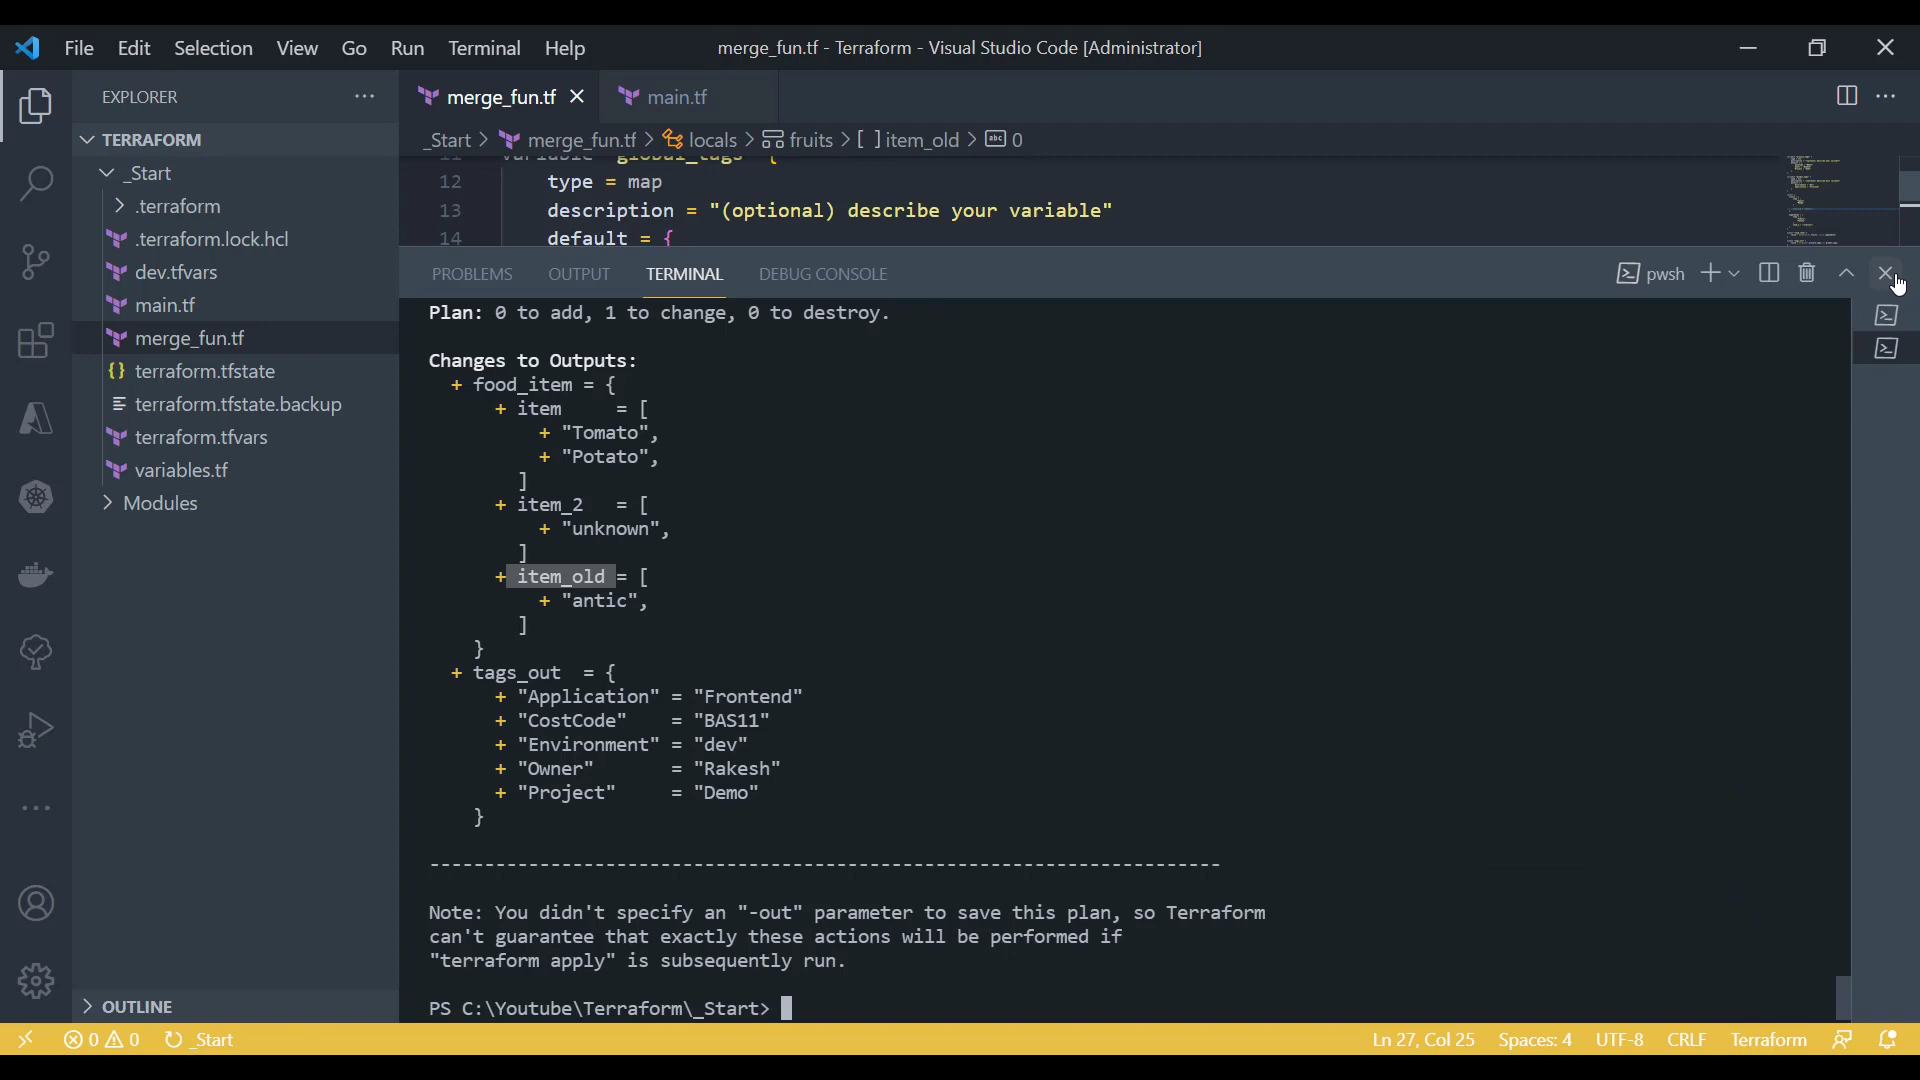 File Edit Selection View Go Run Terminal Help
merge_fun.tf - Terraform - Visual Studio Code [Administrator]
EXPLORER
TERRAFORM
_Start
.terraform
.terraform.lock.hcl
dev.tfvars
main.tf
merge_fun.tf
terraform.tfstate
terraform.tfstate.backup
terraform.tfvars
variables.tf
Modules
OUTLINE
merge_fun.tf main.tf
_Start > merge_fun.tf > locals > fruits > [ ] item_old > abc 0
11 variable "global_tags" {
12 type = map
13 description = "(optional) describe your variable"
14 default = {
PROBLEMS OUTPUT TERMINAL DEBUG CONSOLE
pwsh
Plan: 0 to add, 1 to change, 0 to destroy.
Changes to Outputs:
+ food_item = {
+ item = [
+ "Tomato",
+ "Potato",
]
+ item_2 = [
+ "unknown",
]
+ item_old = [
+ "antic",
]
}
+ tags_out = {
+ "Application" = "Frontend"
+ "CostCode" = "BAS11"
+ "Environment" = "dev"
+ "Owner" = "Rakesh"
+ "Project" = "Demo"
}
------------------------------------------------------------------------
Note: You didn't specify an "-out" parameter to save this plan, so Terraform
can't guarantee that exactly these actions will be performed if
"terraform apply" is subsequently run.
PS C:\Youtube\Terraform\_Start>
0 0 _Start
Ln 27, Col 25 Spaces: 4 UTF-8 CRLF Terraform